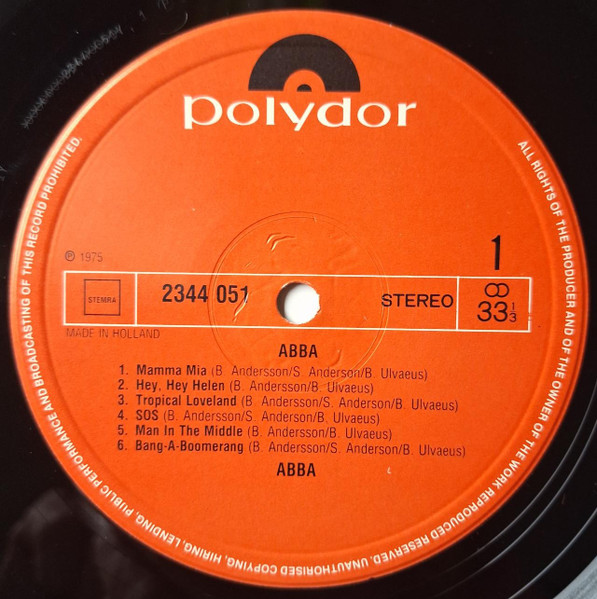 polydor
ALL RIGHTS OF THE PRODUCER AND OF THE OWNER OF THE WORK REPRODUCED RESERVED. UNAUTHORISED COPYING, HIRING, LENDING, PUBLIC PERFORMANCE AND BROADCASTING OF THIS RECORD PROHIBITED.
Ⓟ 1975
1
STEMRA
2344 051
STEREO
33 1/3
MADE IN HOLLAND
ABBA
1. Mamma Mia (B. Andersson/S. Anderson/B. Ulvaeus)
2. Hey, Hey Helen (B. Andersson/B. Ulvaeus)
3. Tropical Loveland (B. Andersson/S, Anderson/B. Ulvaeus)
4. SOS (B. Andersson/S. Anderson/B, Ulvaeus)
5. Man In The Middle (B. Andersson/B. Ulvaeus)
6. Bang-A-Boomerang (B. Andersson/S. Anderson/B. Ulvaeus)
ABBA